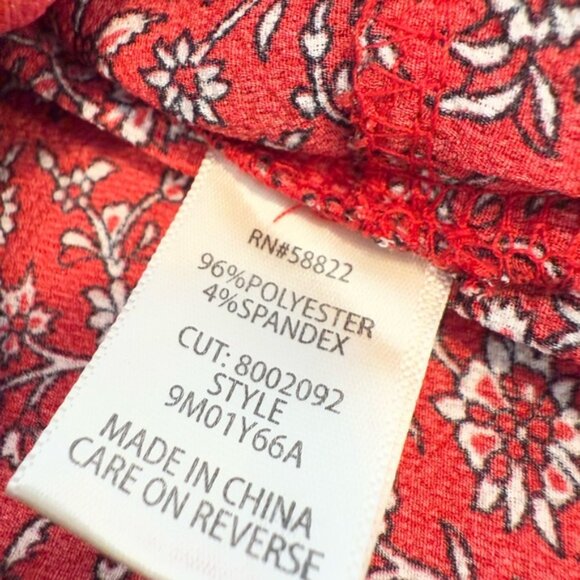 RN#58822
96%POLYESTER
4%SPANDEX
CUT: 8002092
STYLE
9M01Y66A
MADE IN CHINA
CARE ON REVERSE